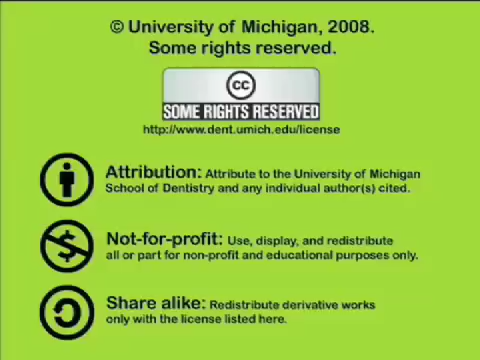 © University of Michigan, 2008.
Some rights reserved.
cc
SOME RIGHTS RESERVED
http://www.dent.umich.edu/license
Attribution: Attribute to the University of Michigan
School of Dentistry and any individual author(s) cited.
$
Not-for-profit: Use, display, and redistribute
all or part for non-profit and educational purposes only.
Share alike: Redistribute derivative works
only with the license listed here.